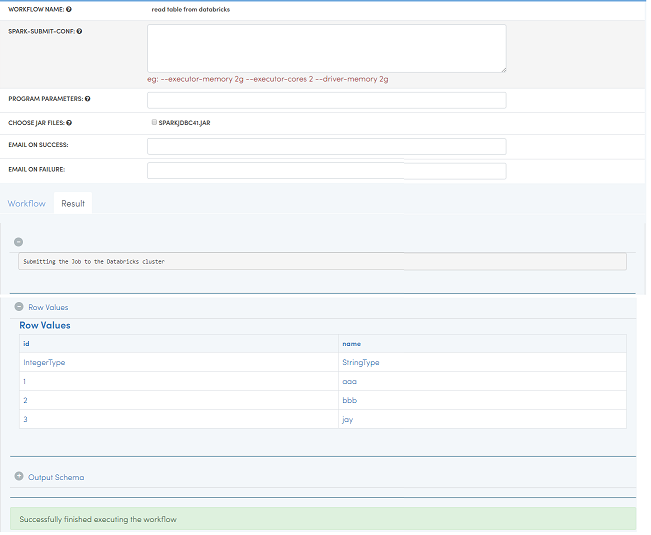 WORKFLOW NAME: read table from databricks
SPARK-SUBMIT-CONF:
eg: --executor-memory 2g --executor-cores 2 --driver-memory 2g
PROGRAM PARAMETERS:
CHOOSE JAR FILES: SPARKJDBC41.JAR
EMAIL ON SUCCESS:
EMAIL ON FAILURE:
Workflow Result
Submitting the Job to the Databricks cluster
Row Values
Row Values
id name
IntegerType StringType
1 aaa
2 bbb
3 jay
Output Schema
Successfully finished executing the workflow